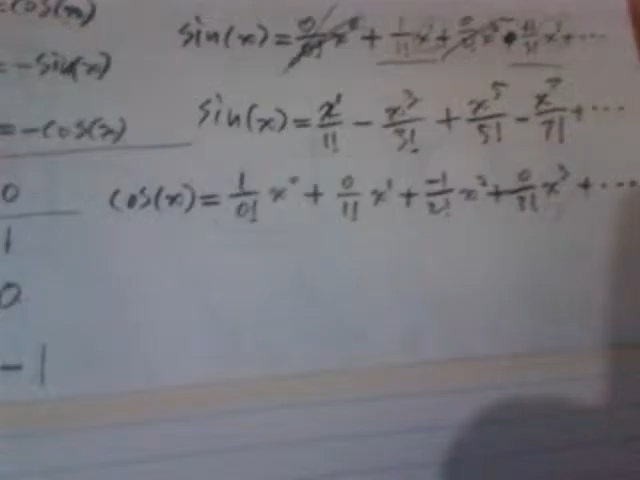 =cos(x)
=-sin(x)
=-cos(x)
0
1
0
-1
sin(x) = 0/0! x⁰ + 1/1! x¹ + 0/2! x² + -1/3! x³ + ⋯
sin(x) = x¹/1! - x³/3! + x⁵/5! - x⁷/7! + ⋯
cos(x) = 1/0! x⁰ + 0/1! x¹ + -1/2! x² + 0/3! x³ + ⋯